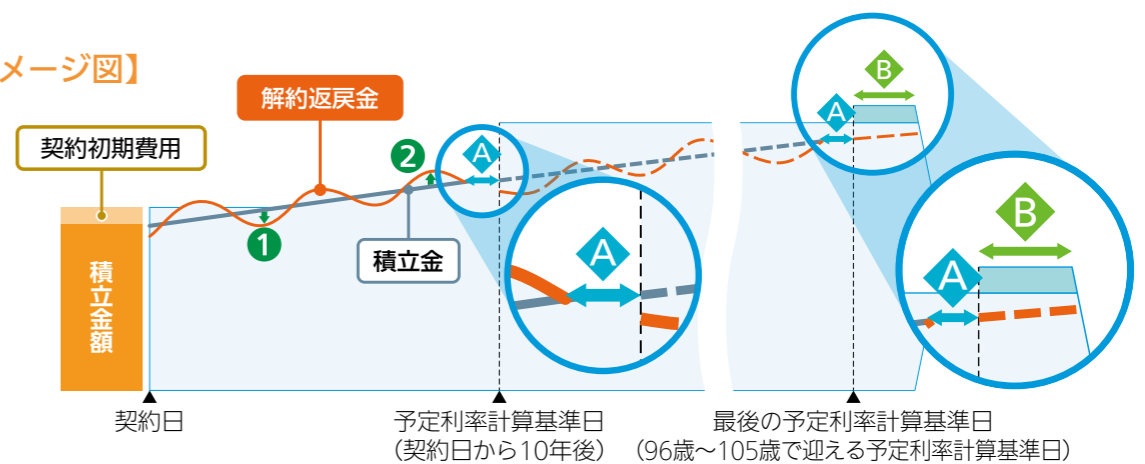 メージ図】
契約初期費用
解約返戻金
積立金
積立金額
1
2
A
A
B
A
A
B
契約日
予定利率計算基準日
(契約日から10年後)
最後の予定利率計算基準日
(96歳~105歳で迎える予定利率計算基準日)